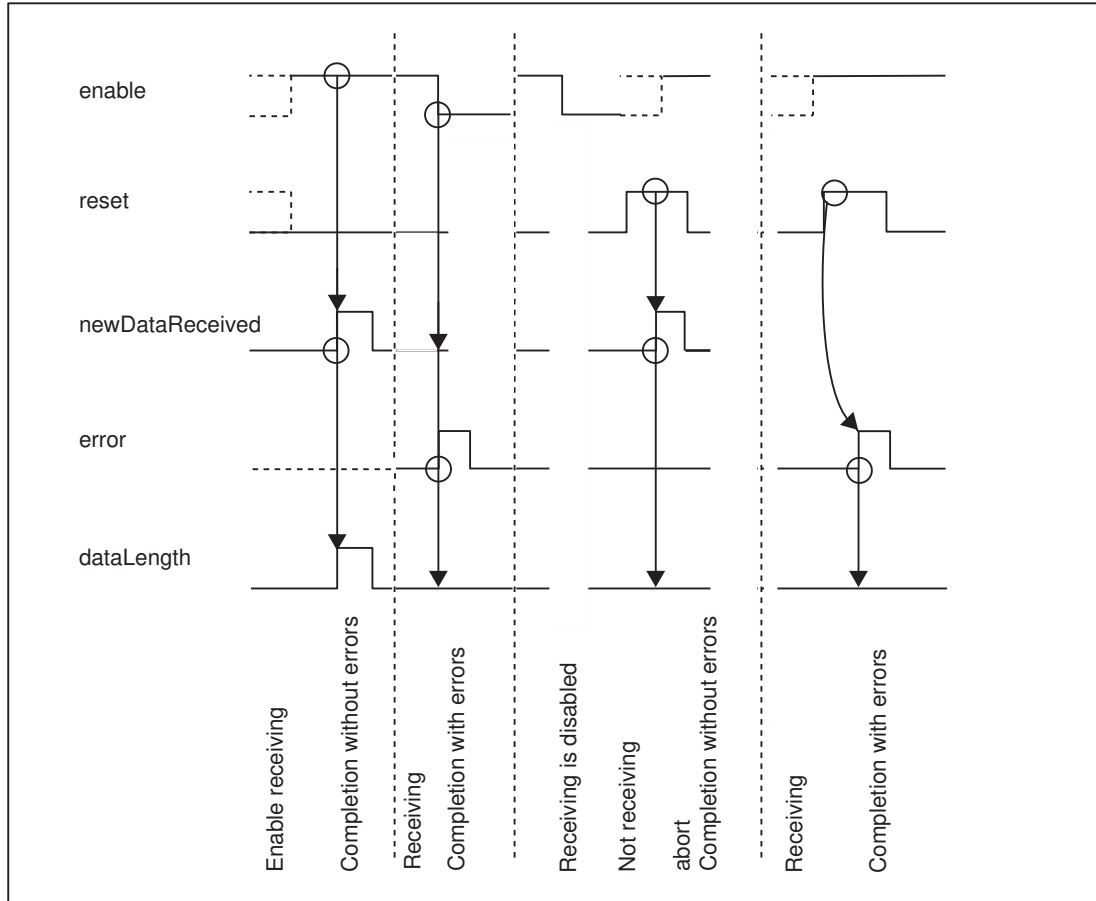 enable
reset
newDataReceived
error
dataLength
Enable receiving
Completion without errors
Receiving
Completion with errors
Receiving is disabled
Not receiving
abort
Completion without errors
Receiving
Completion with errors